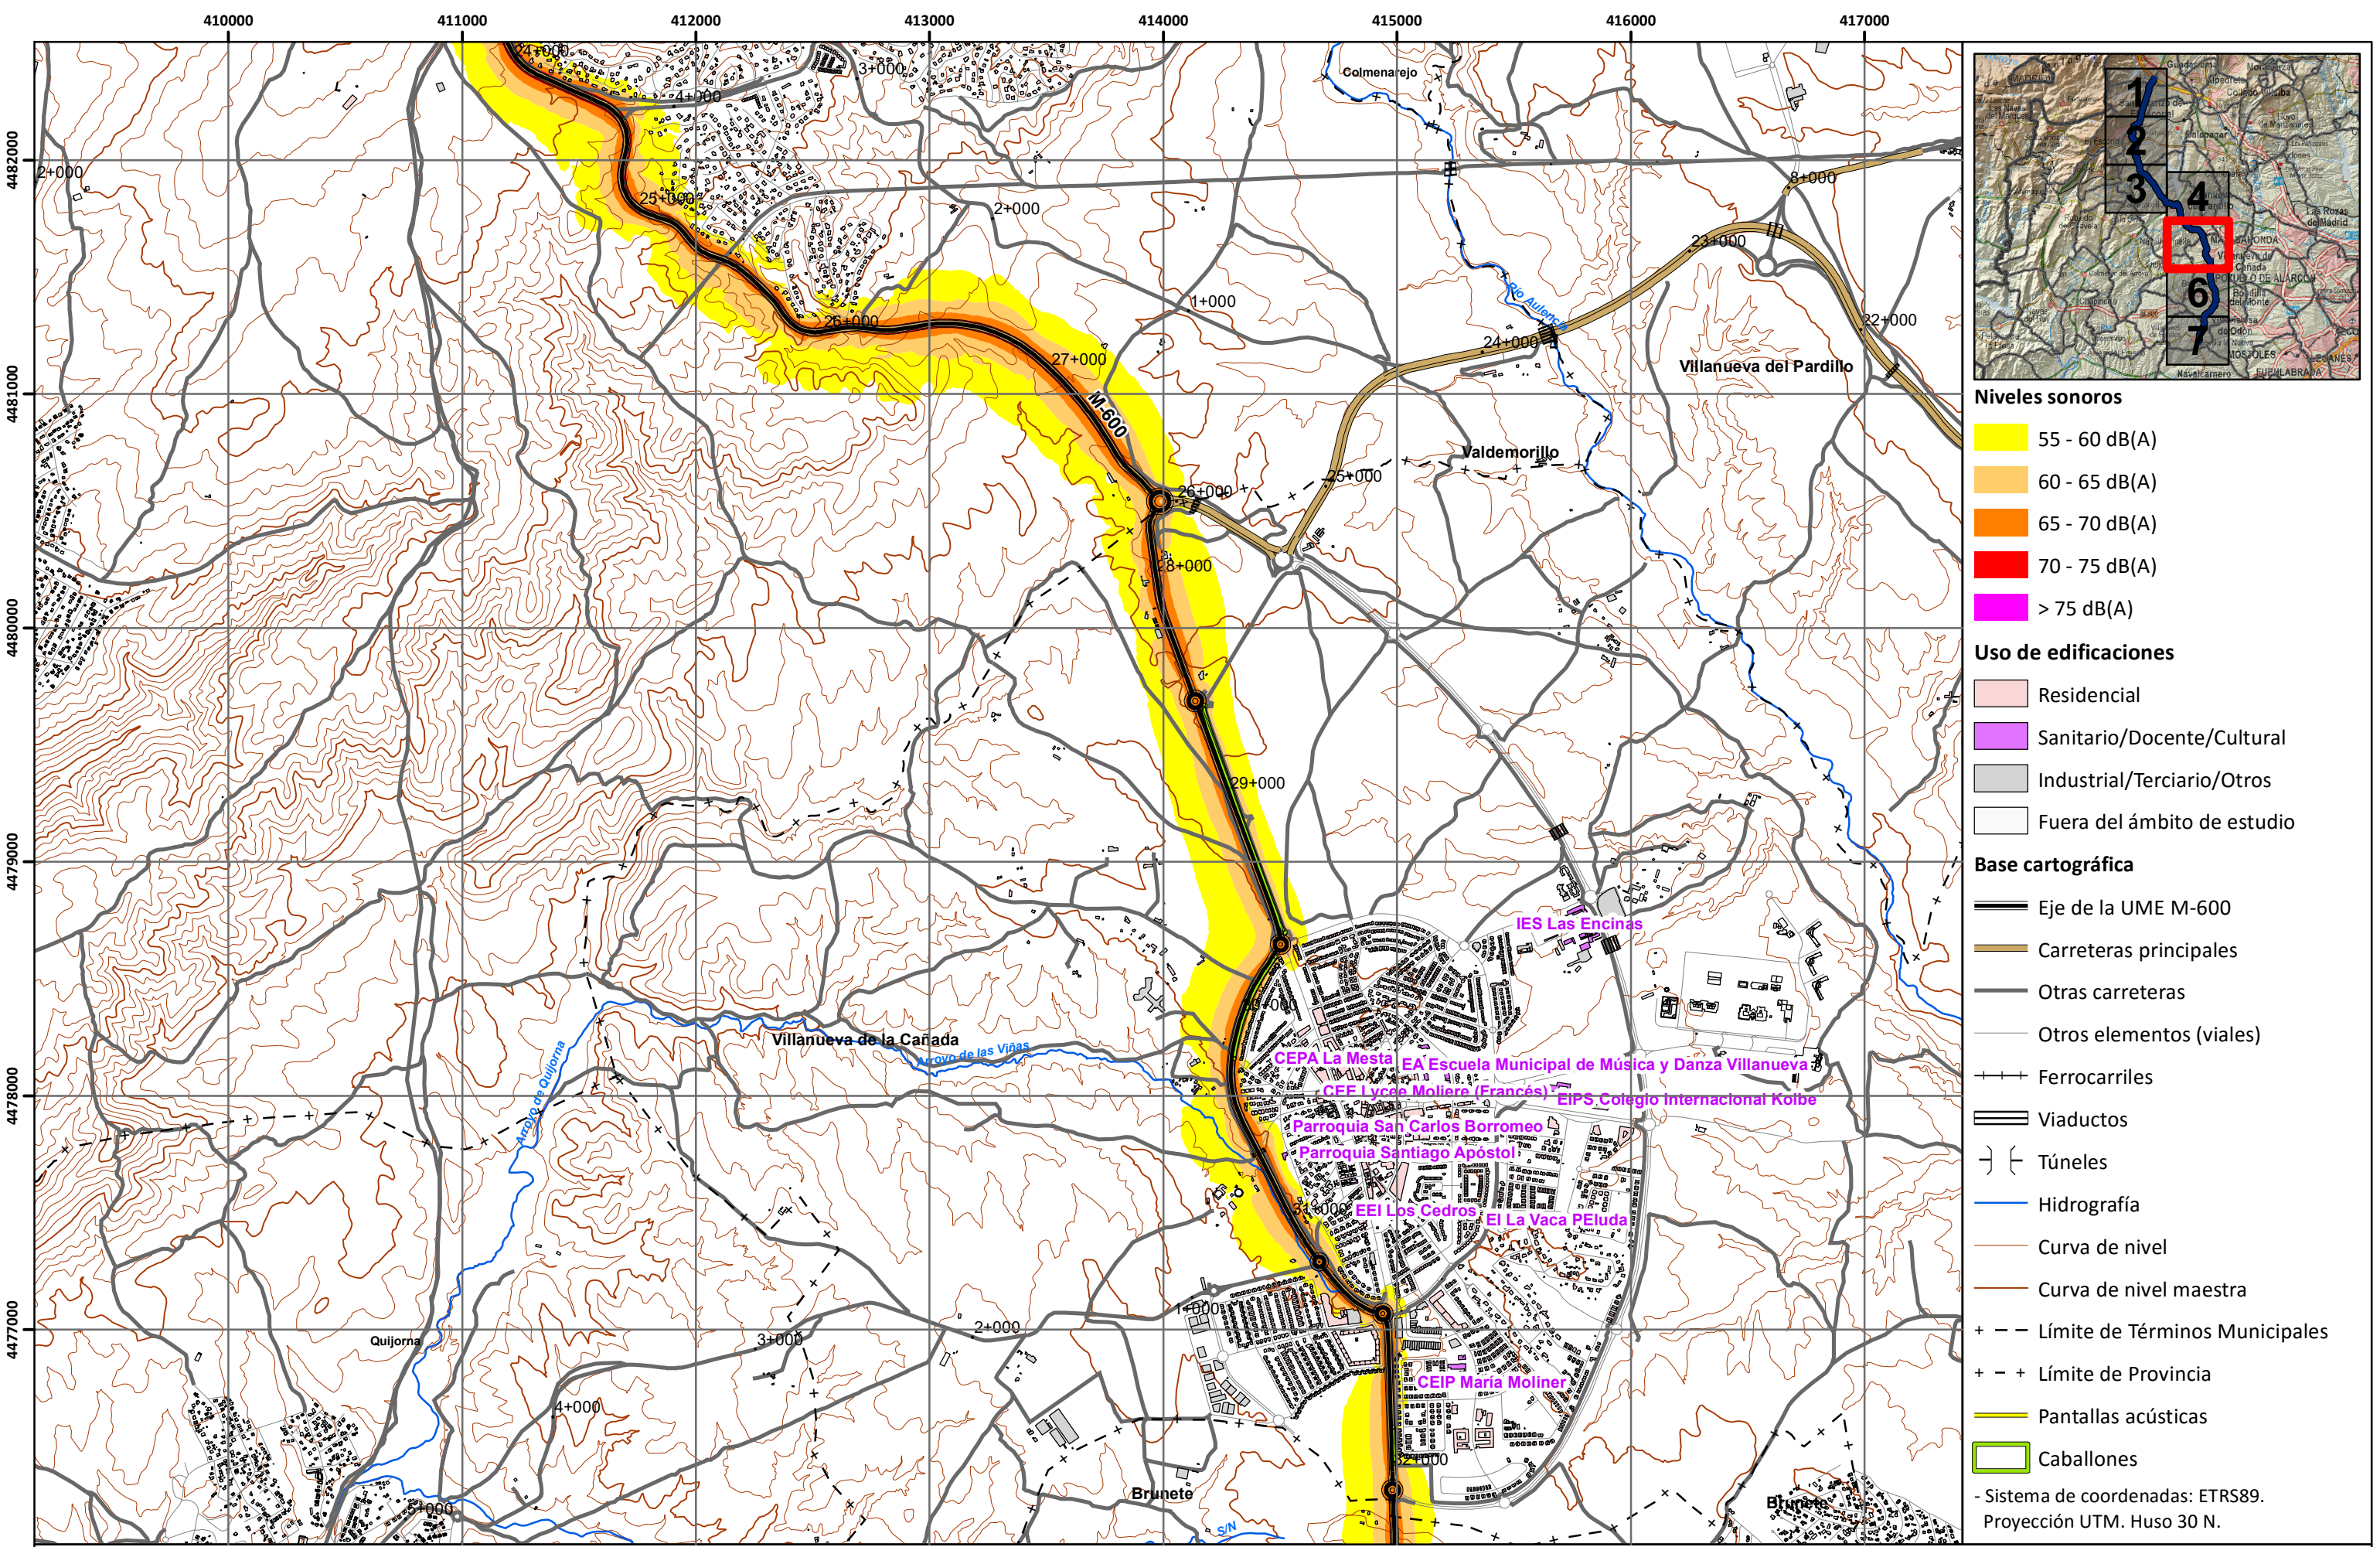 410000 411000 412000 413000 414000 415000 416000 417000
4482000
4481000
4480000
4479000
4478000
4477000
24+000
3+000
4+000
2+000
25+000
2+000
26+000
27+000
1+000
M-600
Colmenarejo
8+000
23+000
22+000
Río Aulencia
24+000
Villanueva del Pardillo
Valdemorillo
25+000
26+000
28+000
29+000
IES Las Encinas
Villanueva de la Cañada
Arroyo de las Viñas
Arroyo de Quijorna
CEPA La Mesta
EA Escuela Municipal de Música y Danza Villanueva
CEE Lycee Moliere (Francés)
EIPS Colegio Internacional Kolbe
Parroquia San Carlos Borromeo
Parroquia Santiago Apóstol
31+000
EEI Los Cedros
EI La Vaca PEluda
1+000
2+000
3+000
Quijorna
4+000
CEIP María Moliner
32+000
5+000
Brunete
Brunete
S/N
1
2
3
4
6
7
Niveles sonoros
55 - 60 dB(A)
60 - 65 dB(A)
65 - 70 dB(A)
70 - 75 dB(A)
> 75 dB(A)
Uso de edificaciones
Residencial
Sanitario/Docente/Cultural
Industrial/Terciario/Otros
Fuera del ámbito de estudio
Base cartográfica
Eje de la UME M-600
Carreteras principales
Otras carreteras
Otros elementos (viales)
Ferrocarriles
Viaductos
Túneles
Hidrografía
Curva de nivel
Curva de nivel maestra
Límite de Términos Municipales
Límite de Provincia
Pantallas acústicas
Caballones
- Sistema de coordenadas: ETRS89.
Proyección UTM. Huso 30 N.